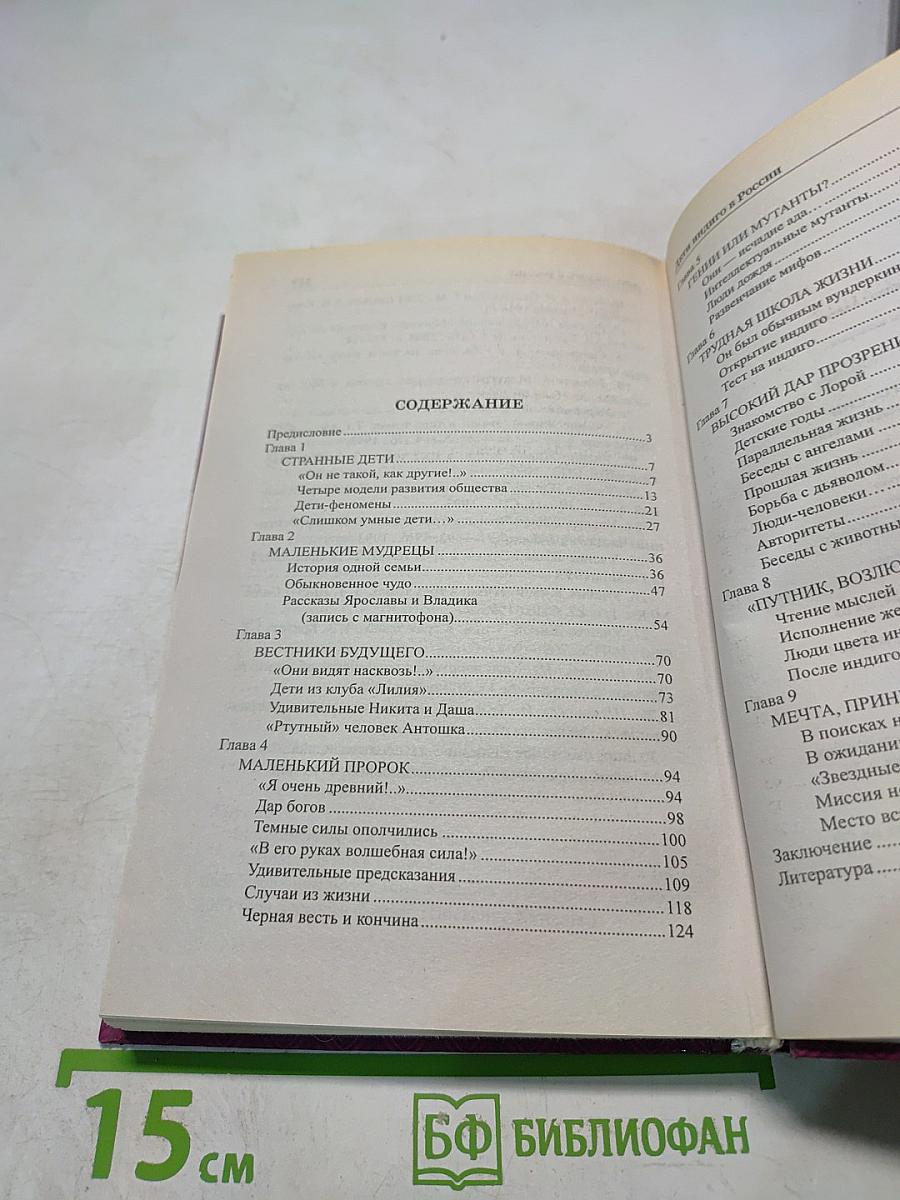 СОДЕРЖАНИЕ
Предисловие 3
Глава 1
СТРАННЫЕ ДЕТИ 7
«Он не такой, как другие!..» 7
Четыре модели развития общества 13
Дети-феномены 21
«Слишком умные дети…» 27
Глава 2
МАЛЕНЬКИЕ МУДРЕЦЫ 36
История одной семьи 36
Обыкновенное чудо 47
Рассказы Ярославы и Владика
(запись с магнитофона) 54
Глава 3
ВЕСТНИКИ БУДУЩЕГО 70
«Они видят насквозь!..» 70
Дети из клуба «Лилия» 73
Удивительные Никита и Даша 81
«Ртутный» человек Антошка 90
Глава 4
МАЛЕНЬКИЙ ПРОРОК 94
«Я очень древний!..» 94
Дар богов 98
Темные силы ополчились 100
«В его руках волшебная сила!» 105
Удивительные предсказания 109
Случаи из жизни 118
Черная весть и кончина 124
Дети индиго в России
Глава 5
ГЕНИИ ИЛИ МУТАНТЫ?
Они — исчадие ада…
Интеллектуальные мутанты
Люди дождя
Развенчание мифов
Глава 6
ТРУДНАЯ ШКОЛА ЖИЗНИ
Он был обычным вундеркин
Открытие индиго
Тест на индиго
Глава 7
ВЫСОКИЙ ДАР ПРОЗРЕНИ
Знакомство с Лорой
Детские годы
Параллельная жизнь
Беседы с ангелами
Прошлая жизнь
Борьба с дьяволом
Люди-человеки
Авторитеты
Беседы с животны
Глава 8
«ПУТНИК, ВОЗЛЮ
Чтение мыслей
Исполнение же
Люди цвета ин
После индиго
Глава 9
МЕЧТА, ПРИН
В поисках н
В ожидани
«Звездные
Миссия не
Место вс
Заключение
Литература
15 см
БФ БИБЛИОФАН